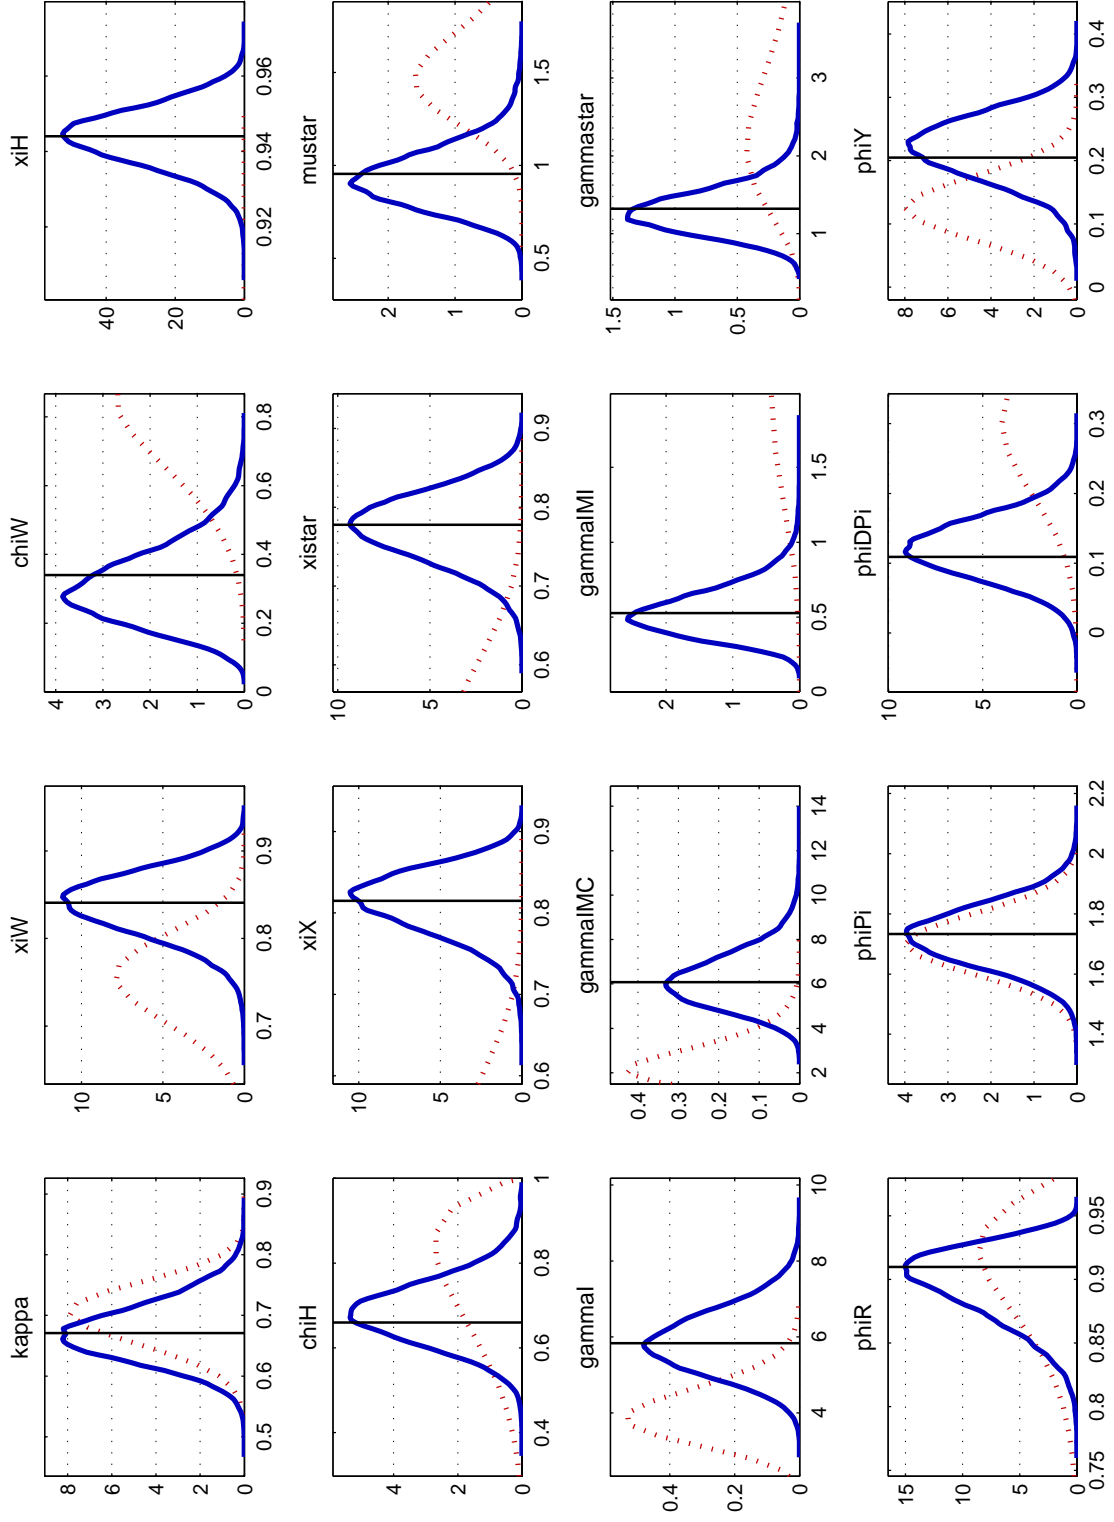 kappa
8
6
4
2
0
0.5 0.6 0.7 0.8 0.9
xiW
10
5
0
0.7 0.8 0.9
chiW
4
3
2
1
0
0 0.2 0.4 0.6 0.8
xiH
40
20
0
0.92 0.94 0.96
chiH
4
2
0
0.4 0.6 0.8 1
xiX
10
5
0
0.6 0.7 0.8 0.9
xistar
10
5
0
0.6 0.7 0.8 0.9
mustar
2
1
0
0.5 1 1.5
gammaI
0.4
0.2
0
4 6 8 10
gammaIMC
0.4
0.3
0.2
0.1
0
2 4 6 8 10 12 14
gammaIMI
2
1
0
0 0.5 1 1.5
gammastar
1.5
1
0.5
0
1 2 3
phiR
15
10
5
0
0.75 0.8 0.85 0.9 0.95
phiPi
4
3
2
1
0
1.4 1.6 1.8 2 2.2
phiDPi
10
5
0
0 0.1 0.2 0.3
phiY
8
6
4
2
0
0 0.1 0.2 0.3 0.4